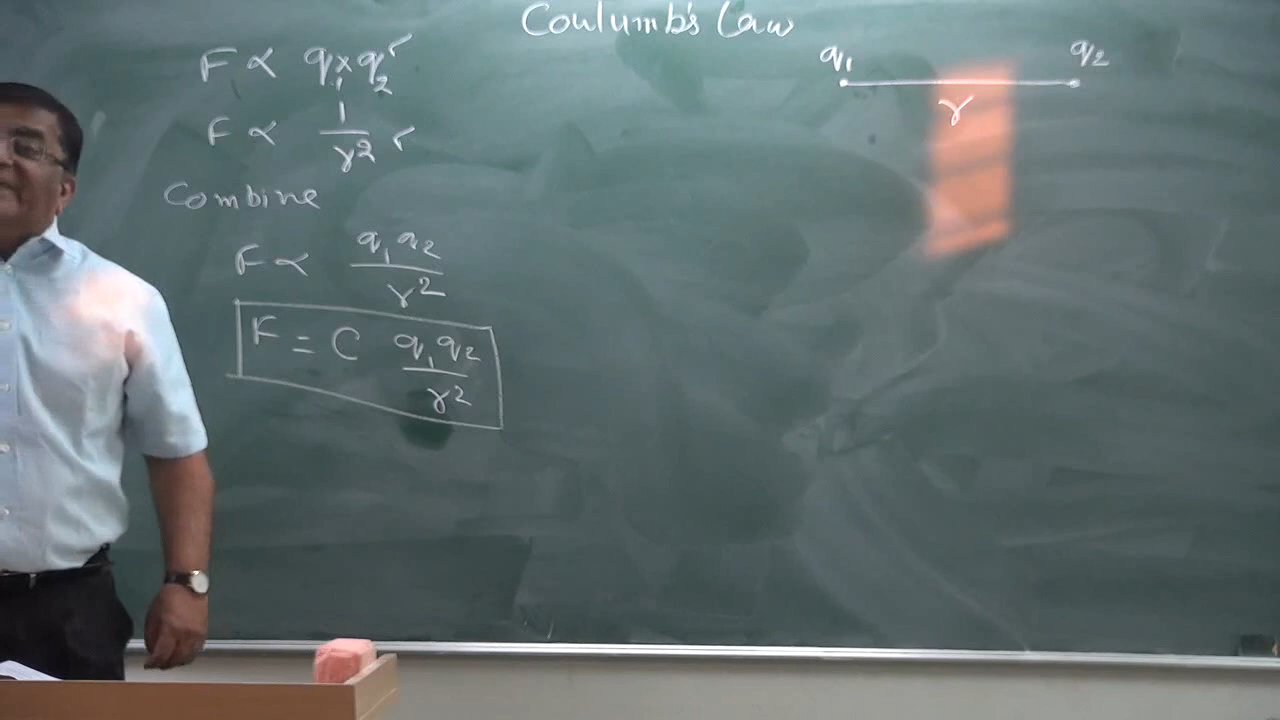 Coulumb's Law
F ∝ q₁ × q₂
F ∝ 1/r²
Combine
F ∝ q₁q₂/r²
F = C q₁q₂/r²
q₁ q₂
r